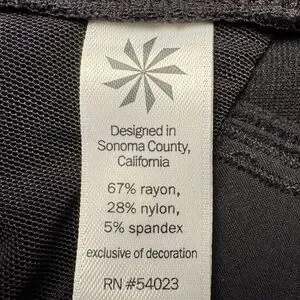 Designed in
Sonoma County,
California
67% rayon,
28% nylon,
5% spandex
exclusive of decoration
RN #54023